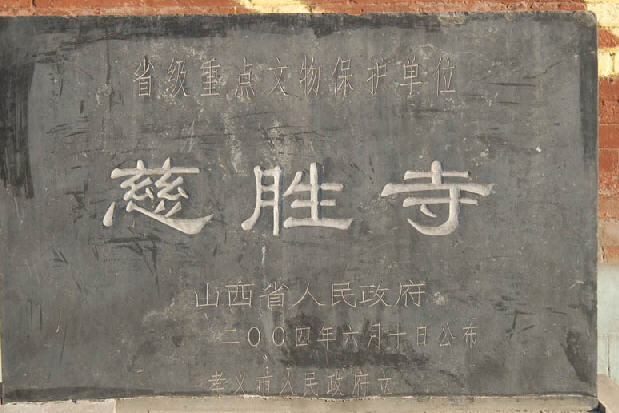 省级重点文物保护单位
慈胜寺
山西省人民政府
二〇〇四年六月十日公布
孝义市人民政府立